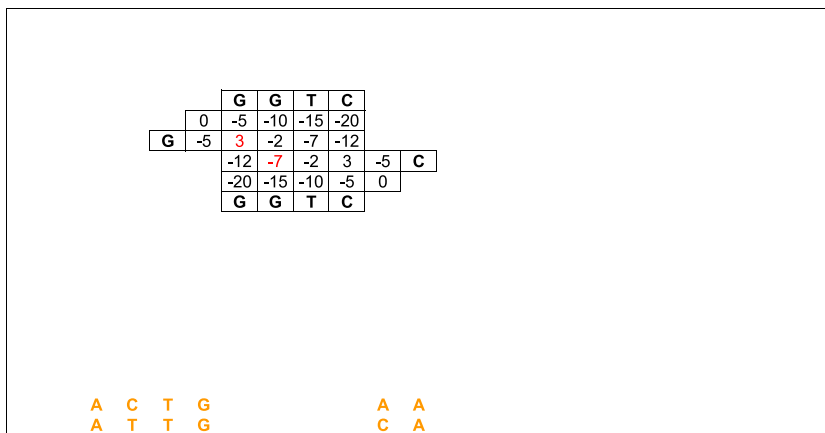 G G T C
0 -5 -10 -15 -20
G -5 3 -2 -7 -12
-12 -7 -2 3 -5 C
-20 -15 -10 -5 0
G G T C
A C T G A A
A T T G C A